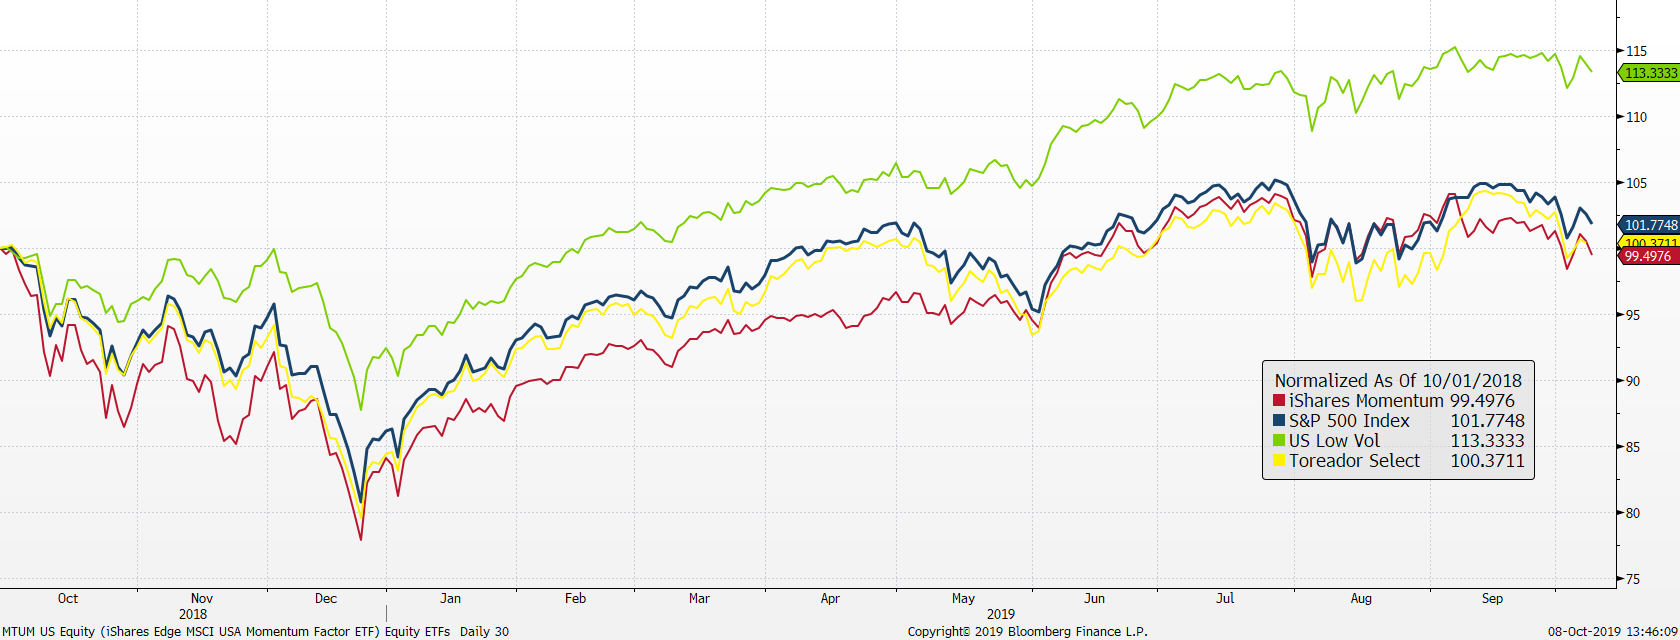 115
113.3333
110
105
101.7748
100.3711
99.4976
95
Normalized As Of 10/01/2018
iShares Momentum 99.4976
S&P 500 Index 101.7748
US Low Vol 113.3333
Toreador Select 100.3711
90
85
80
75
Oct Nov Dec Jan Feb Mar Apr May Jun Jul Aug Sep
2018 2019
MTUM US Equity (iShares Edge MSCI USA Momentum Factor ETF) Equity ETFs Daily 30 Copyright© 2019 Bloomberg Finance L.P. 08-Oct-2019 13:46:09